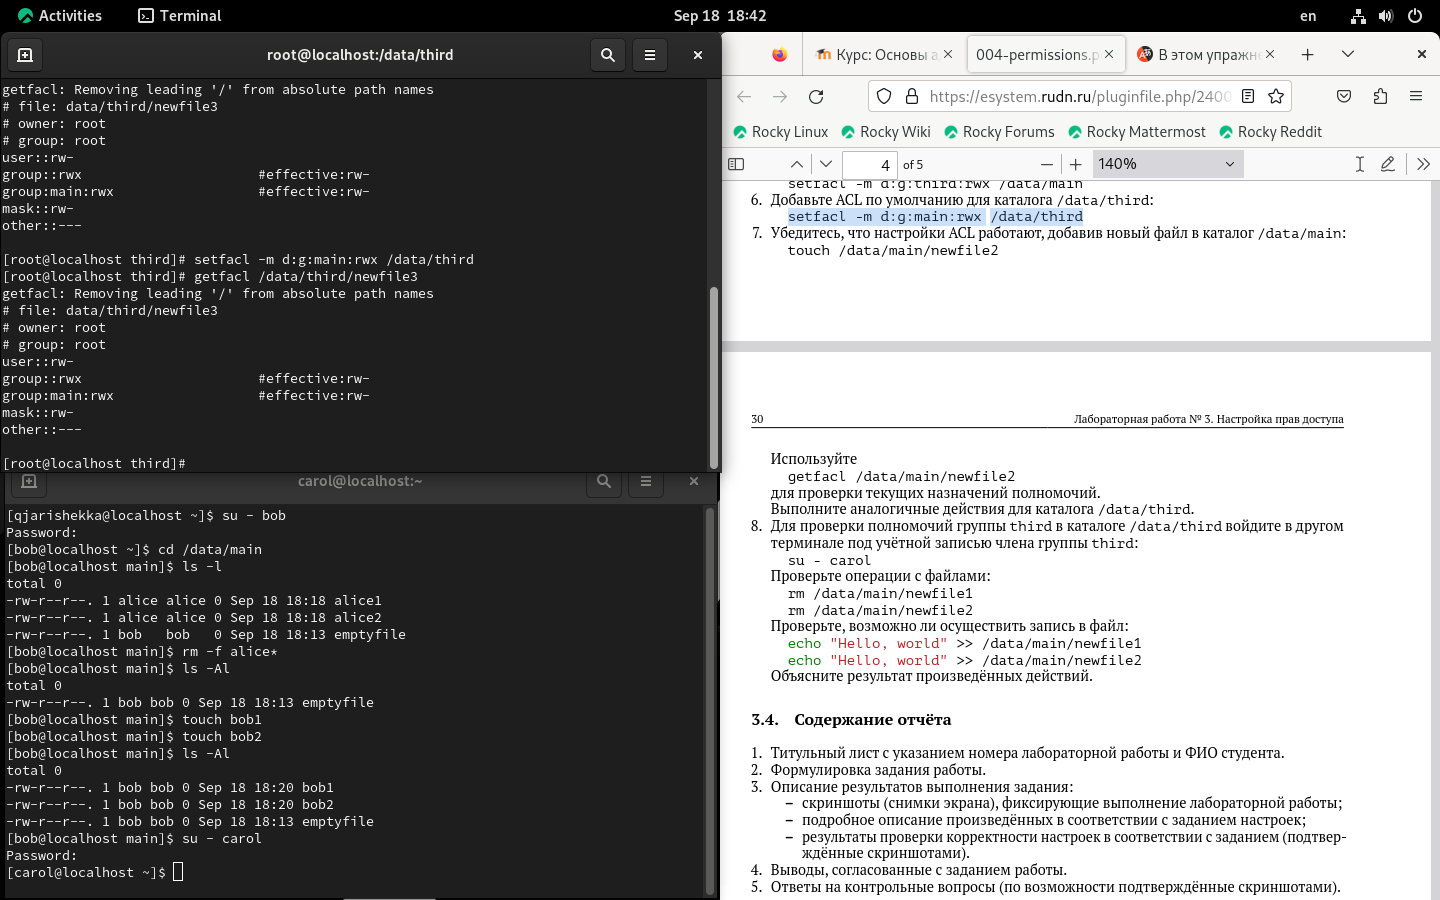 Activities
Terminal
Sep 18 18:42
en
root@localhost:/data/third
getfacl: Removing leading '/' from absolute path names
# file: data/third/newfile3
# owner: root
# group: root
user::rw-
group::rwx #effective:rw-
group:main:rwx #effective:rw-
mask::rw-
other::---
[root@localhost third]# setfacl -m d:g:main:rwx /data/third
[root@localhost third]# getfacl /data/third/newfile3
getfacl: Removing leading '/' from absolute path names
# file: data/third/newfile3
# owner: root
# group: root
user::rw-
group::rwx #effective:rw-
group:main:rwx #effective:rw-
mask::rw-
other::---
[root@localhost third]#
carol@localhost:~
[qjarishekka@localhost ~]$ su - bob
Password:
[bob@localhost ~]$ cd /data/main
[bob@localhost main]$ ls -l
total 0
-rw-r--r--. 1 alice alice 0 Sep 18 18:18 alice1
-rw-r--r--. 1 alice alice 0 Sep 18 18:18 alice2
-rw-r--r--. 1 bob   bob   0 Sep 18 18:13 emptyfile
[bob@localhost main]$ rm -f alice*
[bob@localhost main]$ ls -Al
total 0
-rw-r--r--. 1 bob bob 0 Sep 18 18:13 emptyfile
[bob@localhost main]$ touch bob1
[bob@localhost main]$ touch bob2
[bob@localhost main]$ ls -Al
total 0
-rw-r--r--. 1 bob bob 0 Sep 18 18:20 bob1
-rw-r--r--. 1 bob bob 0 Sep 18 18:20 bob2
-rw-r--r--. 1 bob bob 0 Sep 18 18:13 emptyfile
[bob@localhost main]$ su - carol
Password:
[carol@localhost ~]$
Курс: Основы а
004-permissions.p
В этом упражне
https://esystem.rudn.ru/pluginfile.php/2400
Rocky Linux
Rocky Wiki
Rocky Forums
Rocky Mattermost
Rocky Reddit
4 of 5
140%
setfacl -m d:g:third:rwx /data/main
6. Добавьте ACL по умолчанию для каталога /data/third:
setfacl -m d:g:main:rwx /data/third
7. Убедитесь, что настройки ACL работают, добавив новый файл в каталог /data/main:
touch /data/main/newfile2
30 Лабораторная работа № 3. Настройка прав доступа
Используйте
getfacl /data/main/newfile2
для проверки текущих назначений полномочий.
Выполните аналогичные действия для каталога /data/third.
8. Для проверки полномочий группы third в каталоге /data/third войдите в другом
терминале под учётной записью члена группы third:
su - carol
Проверьте операции с файлами:
rm /data/main/newfile1
rm /data/main/newfile2
Проверьте, возможно ли осуществить запись в файл:
echo "Hello, world" >> /data/main/newfile1
echo "Hello, world" >> /data/main/newfile2
Объясните результат произведённых действий.
3.4. Содержание отчёта
1. Титульный лист с указанием номера лабораторной работы и ФИО студента.
2. Формулировка задания работы.
3. Описание результатов выполнения задания:
– скриншоты (снимки экрана), фиксирующие выполнение лабораторной работы;
– подробное описание произведённых в соответствии с заданием настроек;
– результаты проверки корректности настроек в соответствии с заданием (подтвер-
ждённые скриншотами).
4. Выводы, согласованные с заданием работы.
5. Ответы на контрольные вопросы (по возможности подтверждённые скриншотами).